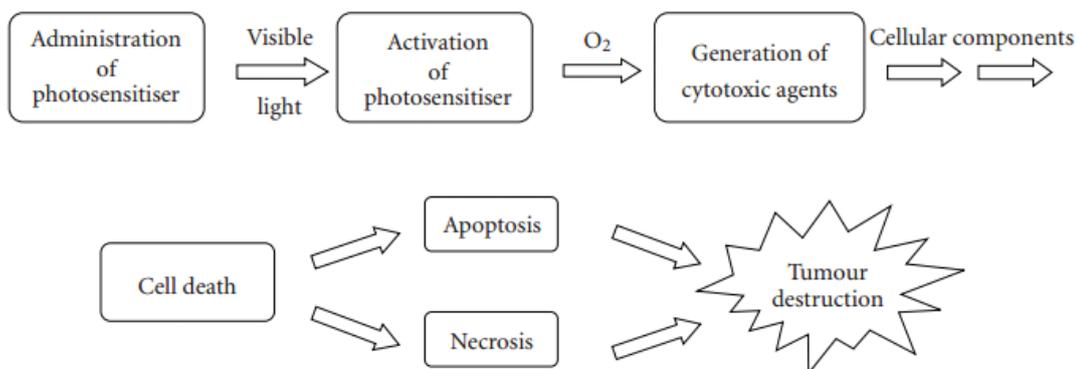 Administration
of
photosensitiser
Visible
light
Activation
of
photosensitiser
O₂
Generation of
cytotoxic agents
Cellular components
Cell death
Apoptosis
Necrosis
Tumour
destruction